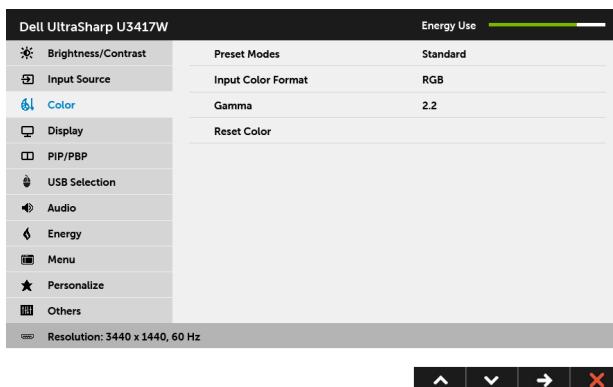 Dell UltraSharp U3417W Energy Use
Brightness/Contrast Preset Modes Standard
Input Source Input Color Format RGB
Color Gamma 2.2
Display Reset Color
PIP/PBP
USB Selection
Audio
Energy
Menu
Personalize
Others
Resolution: 3440 x 1440, 60 Hz